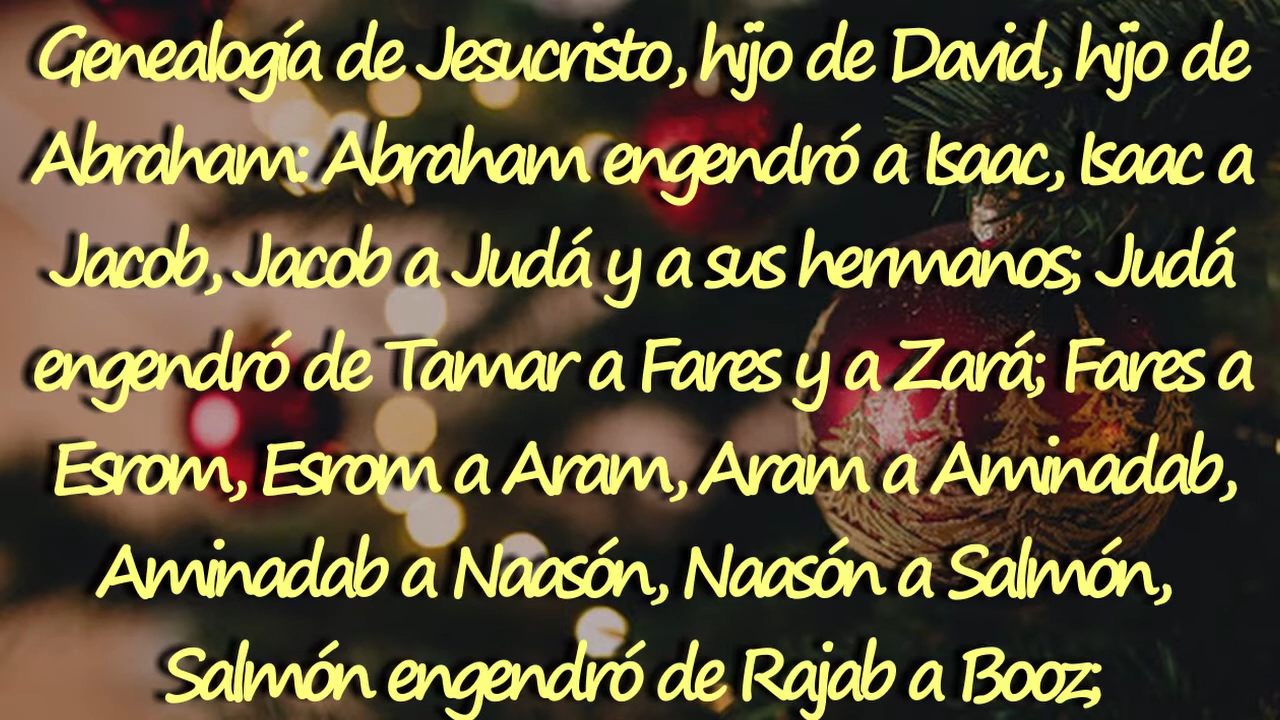 Genealogía de Jesucristo, hijo de David, hijo de
Abraham: Abraham engendró a Isaac, Isaac a
Jacob, Jacob a Judá y a sus hermanos; Judá
engendró de Tamar a Fares y a Zará; Fares a
Esrom, Esrom a Aram, Aram a Aminadab,
Aminadab a Naasón, Naasón a Salmón,
Salmón engendró de Rajab a Booz;